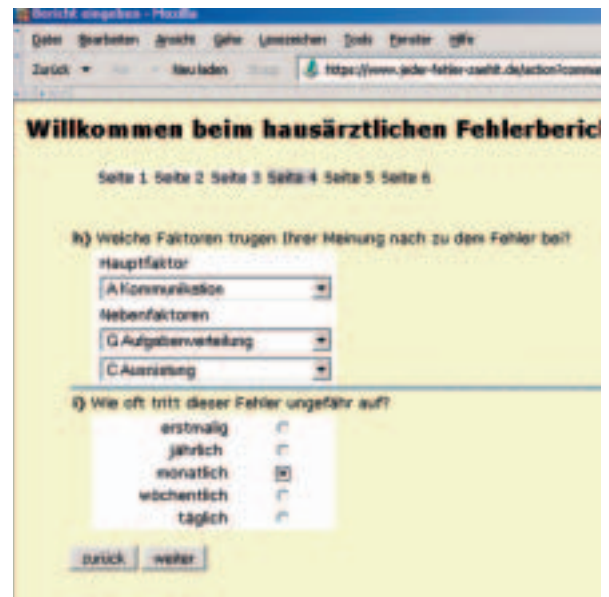 Bericht eingeben - Mozilla
Datei Bearbeiten Ansicht Gehe Lesezeichen Tools Fenster Hilfe
Zurück Neu laden https://www.jeder-fehler-zaehlt.de/action?comma
Willkommen beim hausärztlichen Fehlerberic
Seite 1 Seite 2 Seite 3 Seite 4 Seite 5 Seite 6
h) Welche Faktoren trugen Ihrer Meinung nach zu dem Fehler bei?
Hauptfaktor
A Kommunikation
Nebenfaktoren
G Aufgabenverteilung
C Ausrüstung
i) Wie oft tritt dieser Fehler ungefähr auf?
erstmalig
jährlich
monatlich
wöchentlich
täglich
zurück weiter